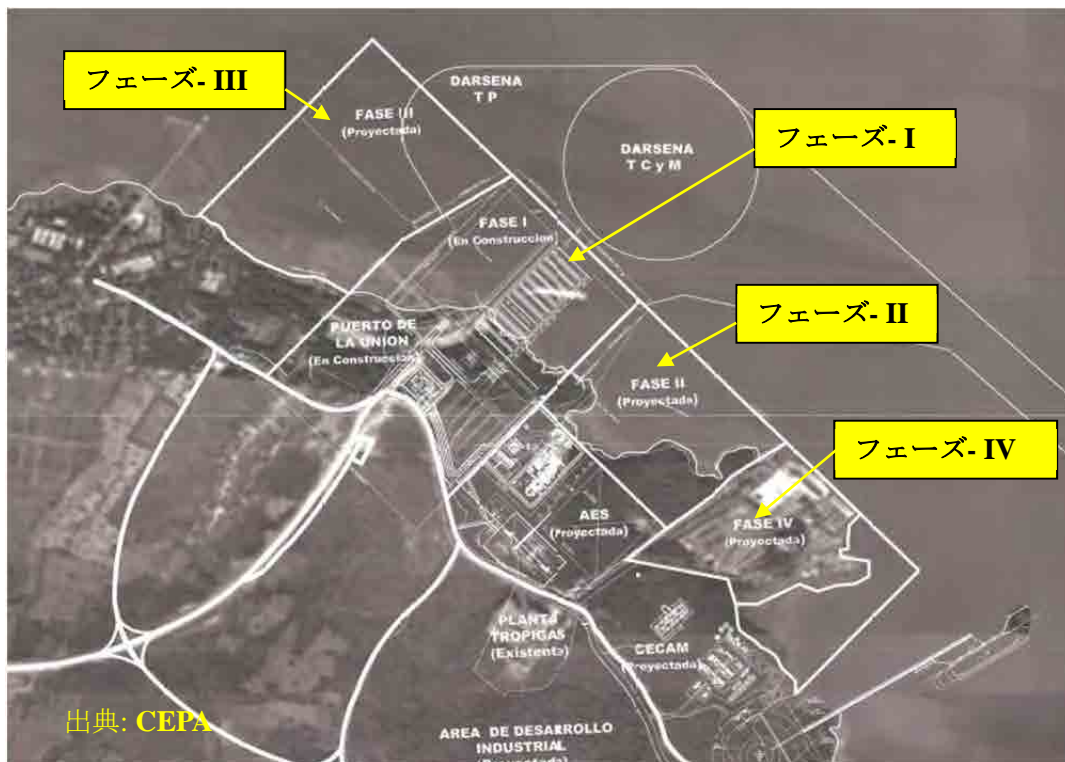 フェーズ- III
DARSENA
T P
FASE III
(Proyectada)
フェーズ- I
DARSENA
T C y M
FASE I
(En Construccion)
フェーズ- II
PUERTO DE
LA UNION
(En Construccion)
FASE II
(Proyectada)
フェーズ- IV
AES
(Proyectada)
FASE IV
(Proyectada)
PLANTA
TROPIGAS
(Existente)
CECAM
(Proyectada)
出典: CEPA
AREA DE DESARROLLO
INDUSTRIAL
(Proyectada)